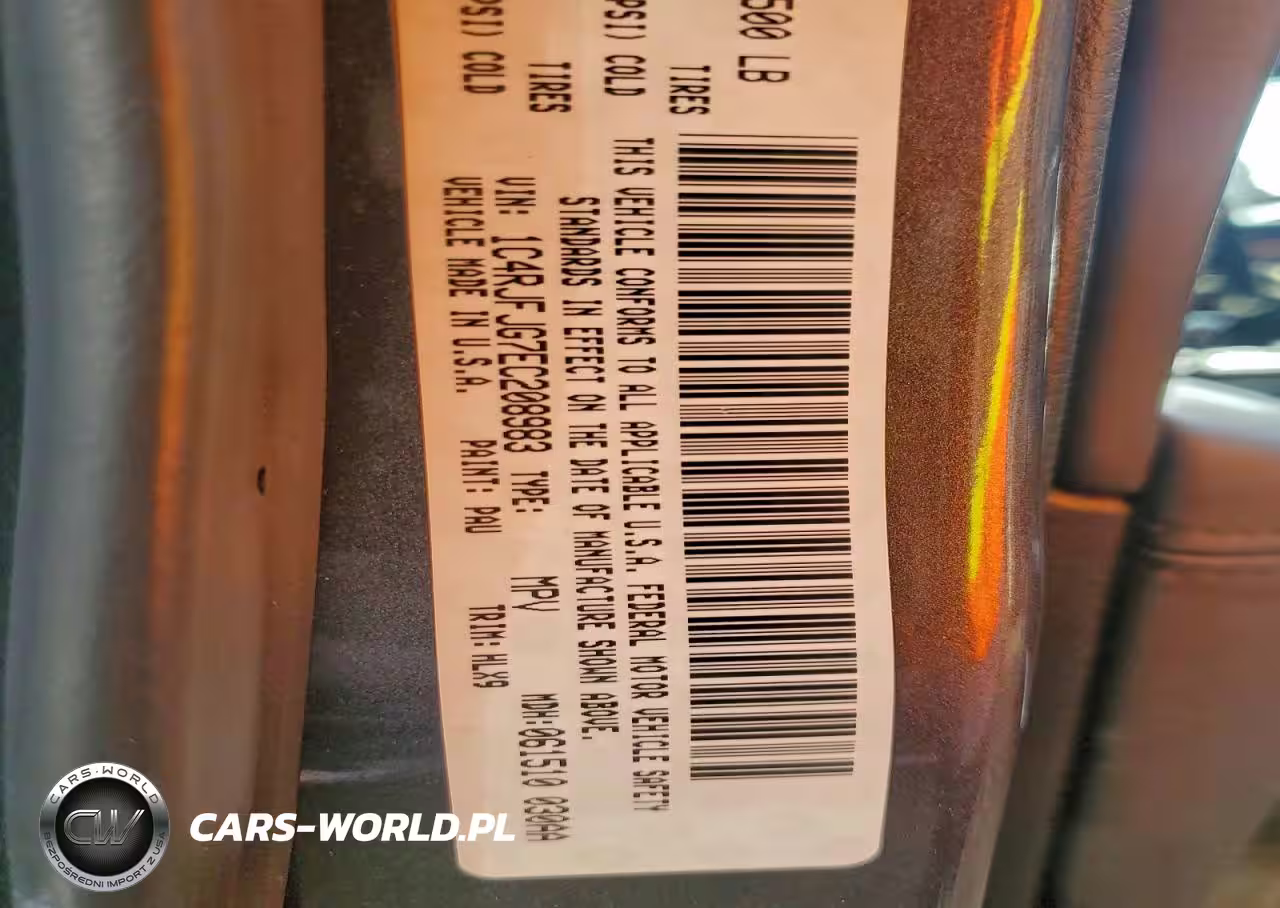 500 LB
TIRES
(PSI) COLD
TIRES
(PSI) COLD
THIS VEHICLE CONFORMS TO ALL APPLICABLE U.S.A. FEDERAL MOTOR VEHICLE SAFETY
STANDARDS IN EFFECT ON THE DATE OF MANUFACTURE SHOWN ABOVE.
VIN: 1C4RJFJG7EC208983 TYPE: MPV MDH:061510 030AA
VEHICLE MADE IN U.S.A. PAINT: PAU TRIM: HLX9
CARS-WORLD
CW
BEZPOŚREDNI IMPORT Z USA
CARS-WORLD.PL